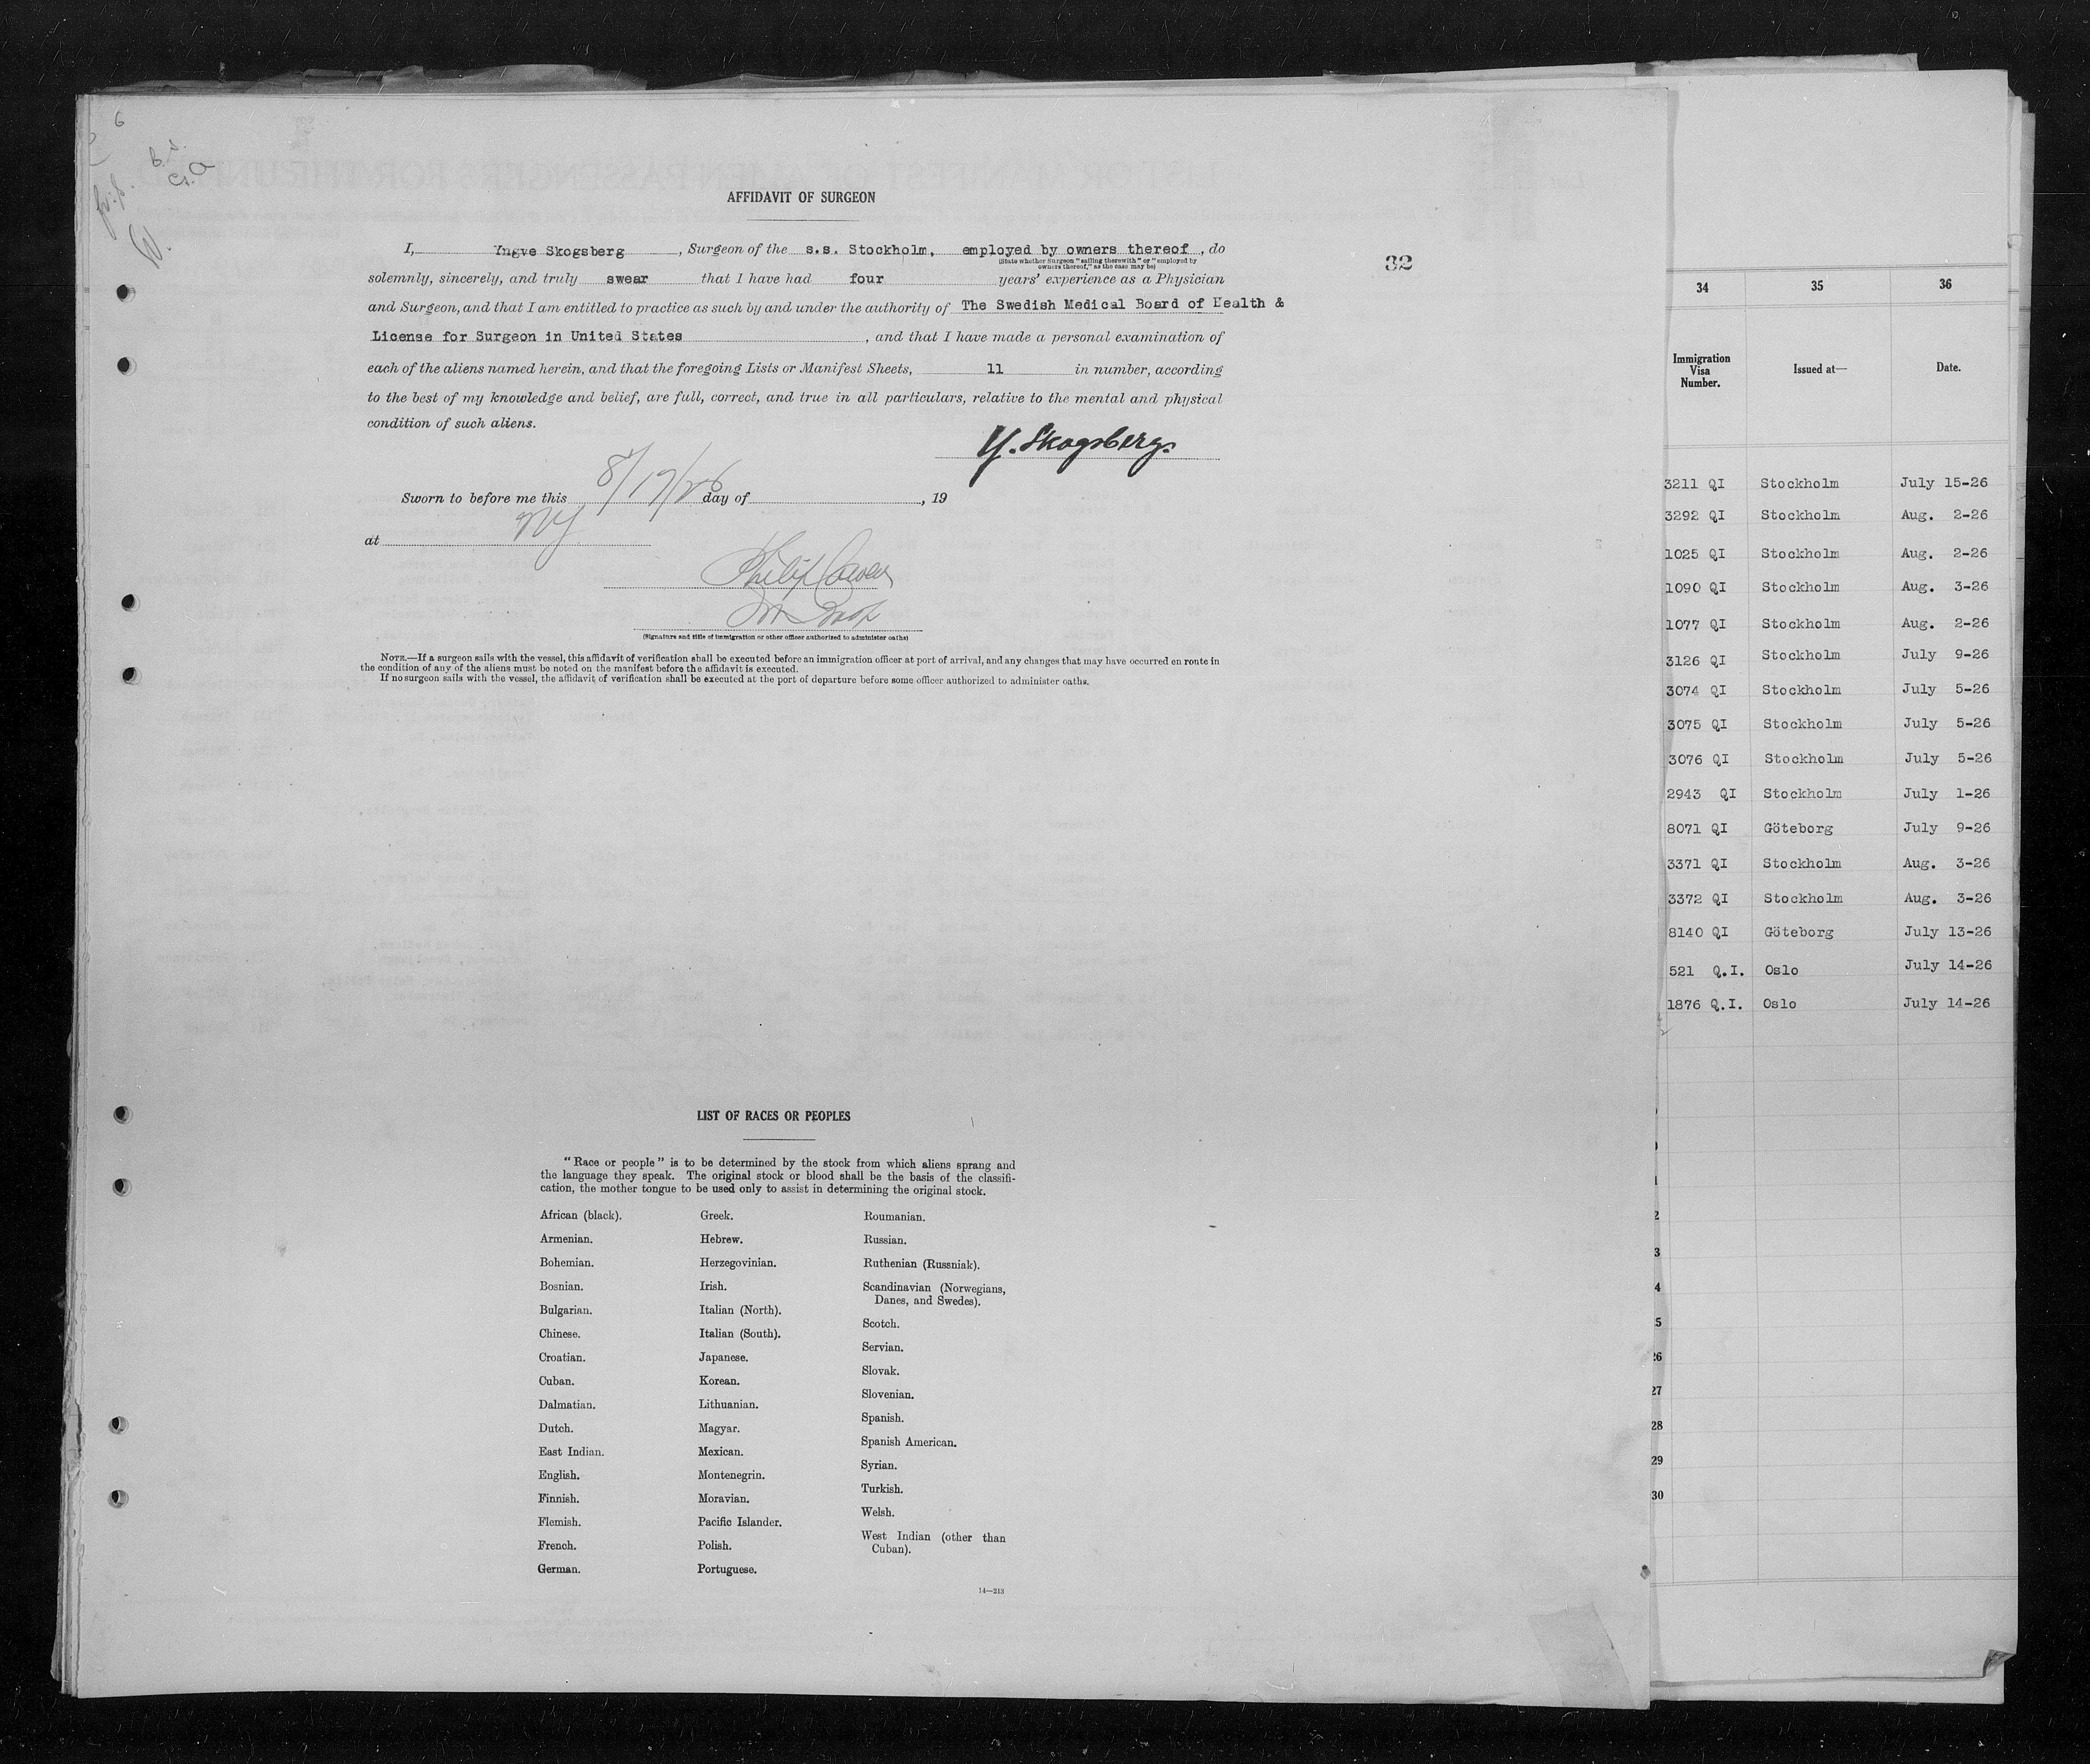 6
b.s.
AFFIDAVIT OF SURGEON
I, Yngve Skogsberg, Surgeon of the s.s. Stockholm, employed by owners thereof, do
(State whether Surgeon "sailing therewith" or "employed by
owners thereof," as the case may be)
32
solemnly, sincerely, and truly swear that I have had four years' experience as a Physician
and Surgeon, and that I am entitled to practice as such by and under the authority of The Swedish Medical Board of Health &
License for Surgeon in United States, and that I have made a personal examination of
each of the aliens named herein, and that the foregoing Lists or Manifest Sheets, 11 in number, according
to the best of my knowledge and belief, are full, correct, and true in all particulars, relative to the mental and physical
condition of such aliens.
Y. Skogsberg.
Sworn to before me this 8/17/26 day of , 19
at NY
Philip Cowen
(Signature and title of immigration or other officer authorized to administer oaths)
NOTE.—If a surgeon sails with the vessel, this affidavit of verification shall be executed before an immigration officer at port of arrival, and any changes that may have occurred en route in
the condition of any of the aliens must be noted on the manifest before the affidavit is executed.
If no surgeon sails with the vessel, the affidavit of verification shall be executed at the port of departure before some officer authorized to administer oaths.
LIST OF RACES OR PEOPLES
"Race or people" is to be determined by the stock from which aliens sprang and
the language they speak. The original stock or blood shall be the basis of the classifi-
cation, the mother tongue to be used only to assist in determining the original stock.
African (black).
Armenian.
Bohemian.
Bosnian.
Bulgarian.
Chinese.
Croatian.
Cuban.
Dalmatian.
Dutch.
East Indian.
English.
Finnish.
Flemish.
French.
German.
Greek.
Hebrew.
Herzegovinian.
Irish.
Italian (North).
Italian (South).
Japanese.
Korean.
Lithuanian.
Magyar.
Mexican.
Montenegrin.
Moravian.
Pacific Islander.
Polish.
Portuguese.
Roumanian.
Russian.
Ruthenian (Russniak).
Scandinavian (Norwegians,
Danes, and Swedes).
Scotch.
Servian.
Slovak.
Slovenian.
Spanish.
Spanish American.
Syrian.
Turkish.
Welsh.
West Indian (other than
Cuban).
14—213
34 35 36
Immigration
Visa
Number.
Issued at—
Date.
3211 QI Stockholm July 15-26
3292 QI Stockholm Aug. 2-26
1025 QI Stockholm Aug. 2-26
1090 QI Stockholm Aug. 3-26
1077 QI Stockholm Aug. 2-26
3126 QI Stockholm July 9-26
3074 QI Stockholm July 5-26
3075 QI Stockholm July 5-26
3076 QI Stockholm July 5-26
2943 QI Stockholm July 1-26
8071 QI Göteborg July 9-26
3371 QI Stockholm Aug. 3-26
3372 QI Stockholm Aug. 3-26
8140 QI Göteborg July 13-26
521 Q.I. Oslo July 14-26
1876 Q.I. Oslo July 14-26
2
3
4
5
26
27
28
29
30